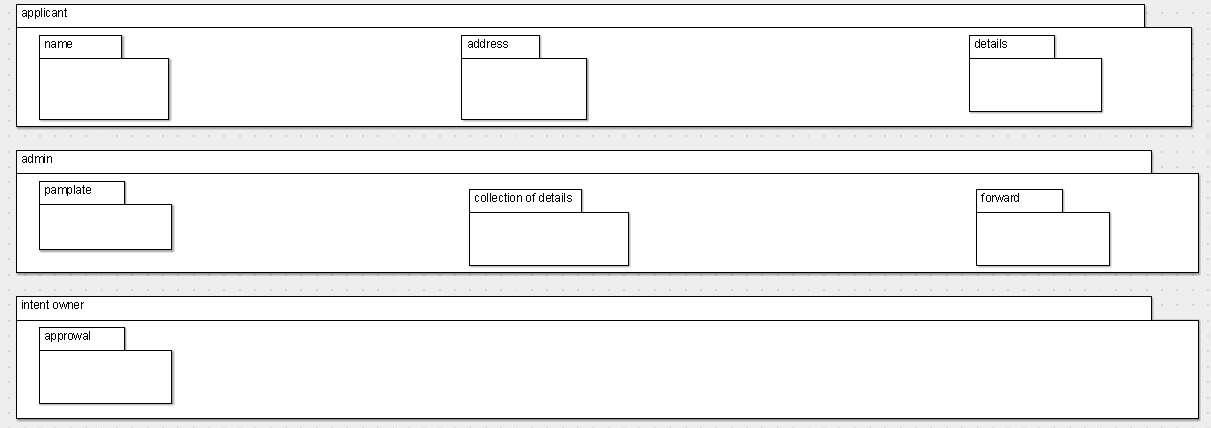 applicant
name
address
details
admin
pamplate
collection of details
forward
intent owner
approwal